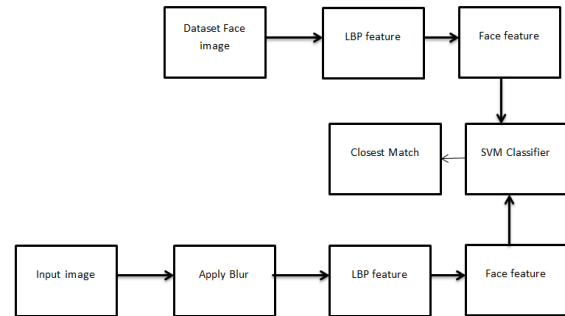 Dataset Face
image
LBP feature
Face feature
Closest Match
SVM Classifier
Input image
Apply Blur
LBP feature
Face feature